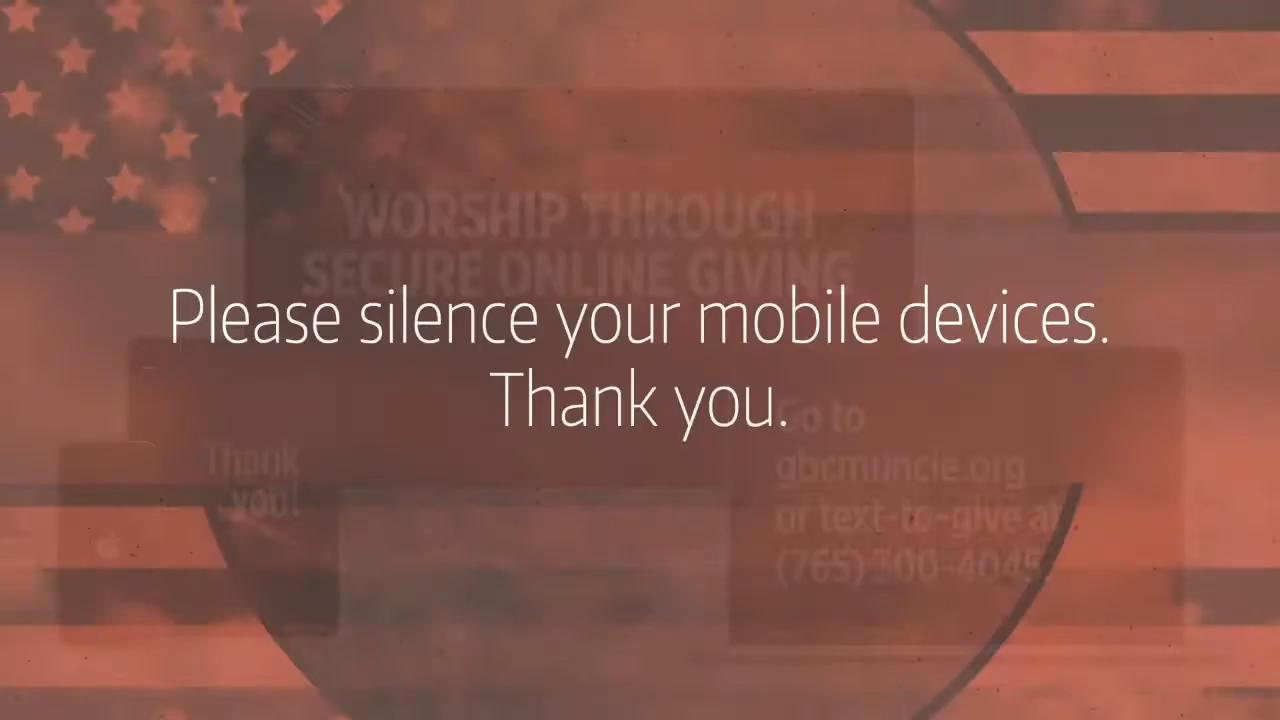 WORSHIP THROUGH
SECURE ONLINE GIVING
Please silence your mobile devices.
Thank you.
Go to
gbcmuncie.org
or text-to-give at
(765) 300-4045
Thank
you!